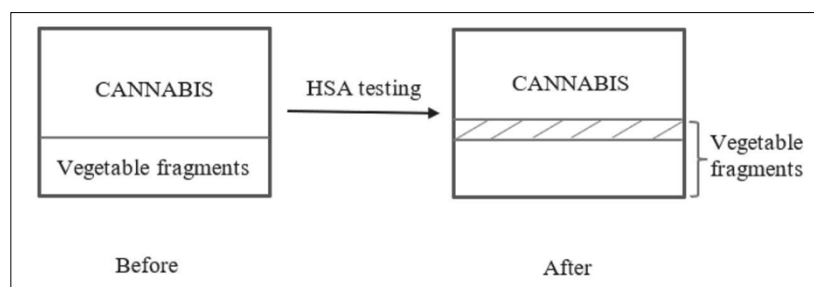 CANNABIS
Vegetable fragments
HSA testing
CANNABIS
Vegetable
fragments
Before
After